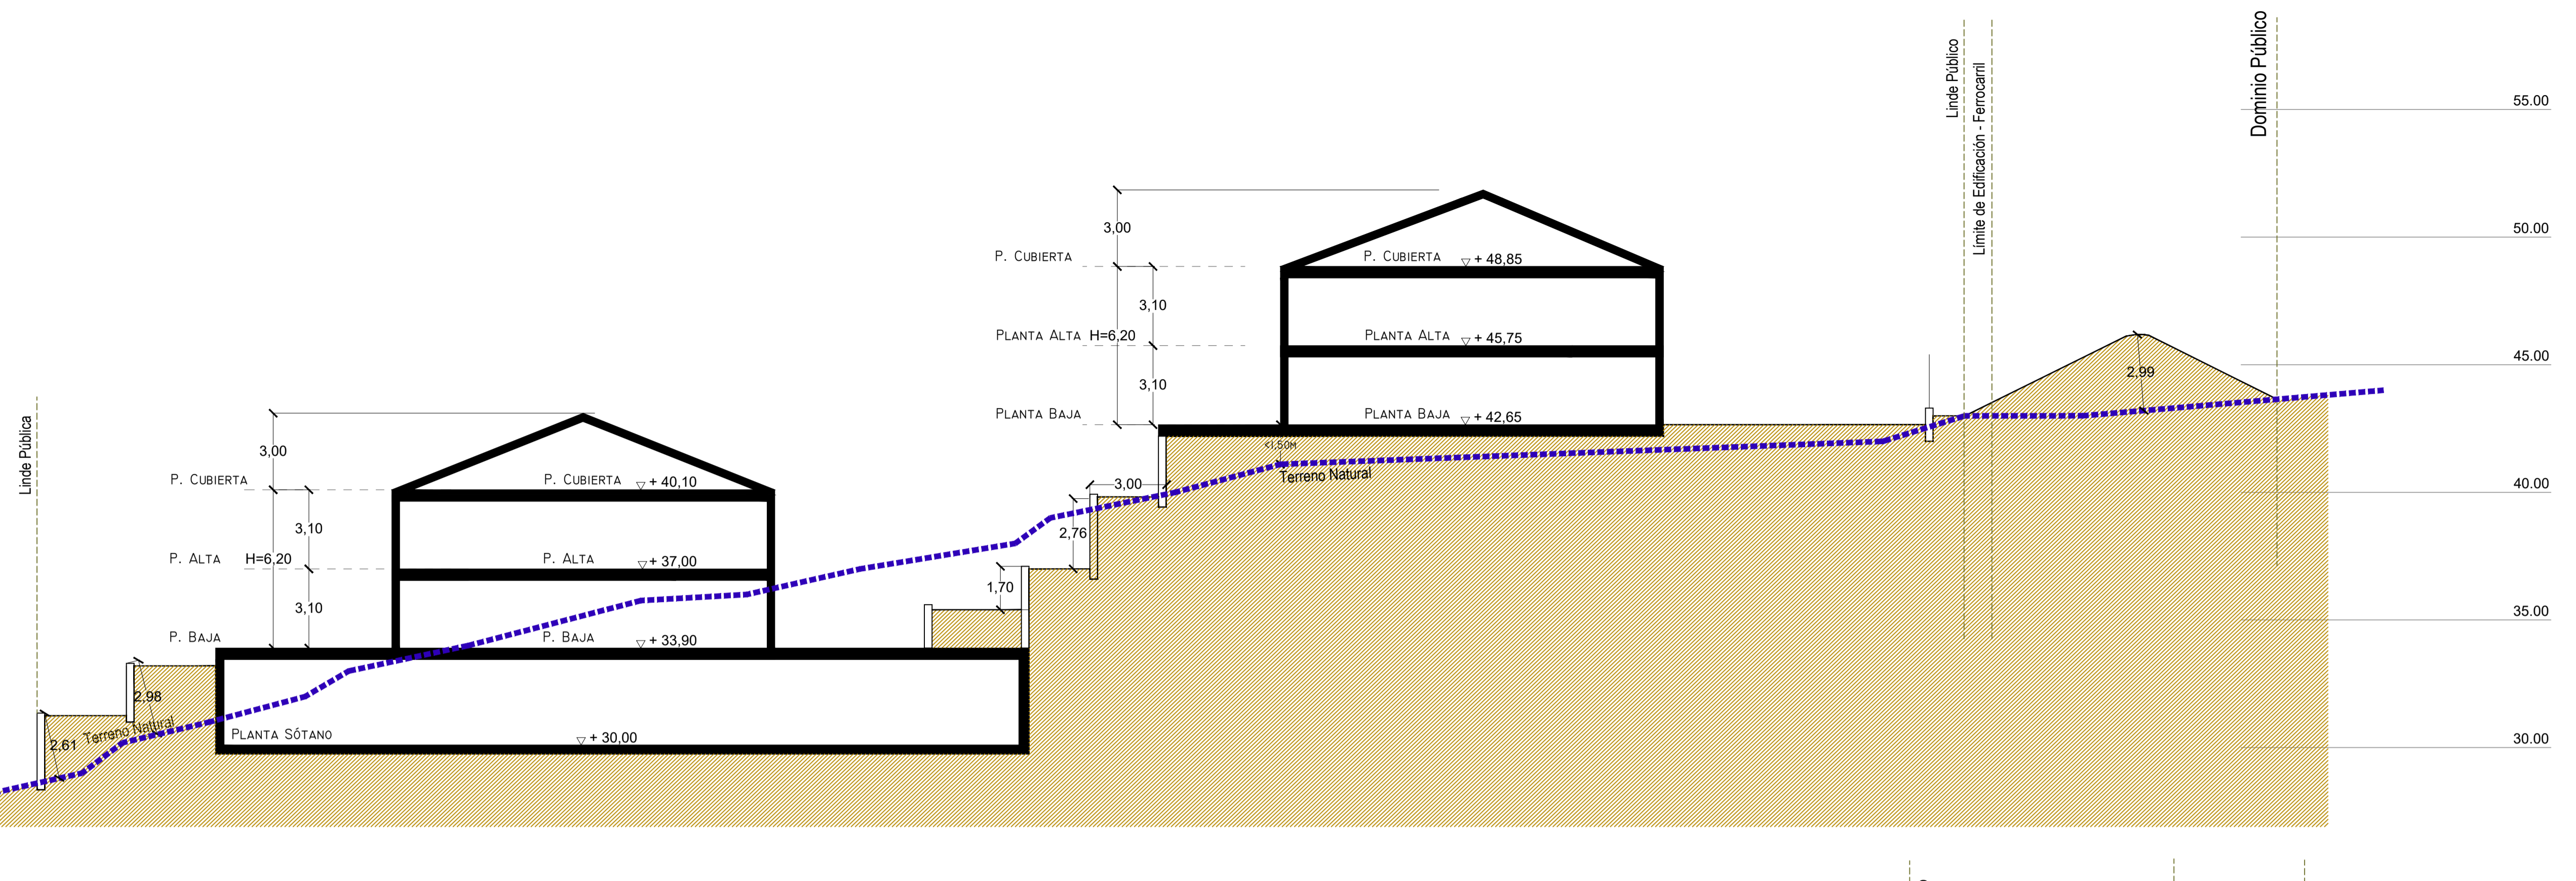 Linde Público
Límite de Edificación - Ferrocarril
Dominio Público
55.00
50.00
45.00
40.00
35.00
30.00
3,00
P. Cubierta
P. Cubierta
+ 48,85
3,10
Planta Alta
H=6,20
Planta Alta
+ 45,75
3,10
Planta Baja
Planta Baja
+ 42,65
<1,50m
Terreno Natural
2,99
3,00
2,76
1,70
Linde Pública
3,00
P. Cubierta
P. Cubierta
+ 40,10
3,10
P. Alta
H=6,20
P. Alta
+ 37,00
3,10
P. Baja
P. Baja
+ 33,90
2,98
Terreno Natural
2,61
Planta Sótano
+ 30,00